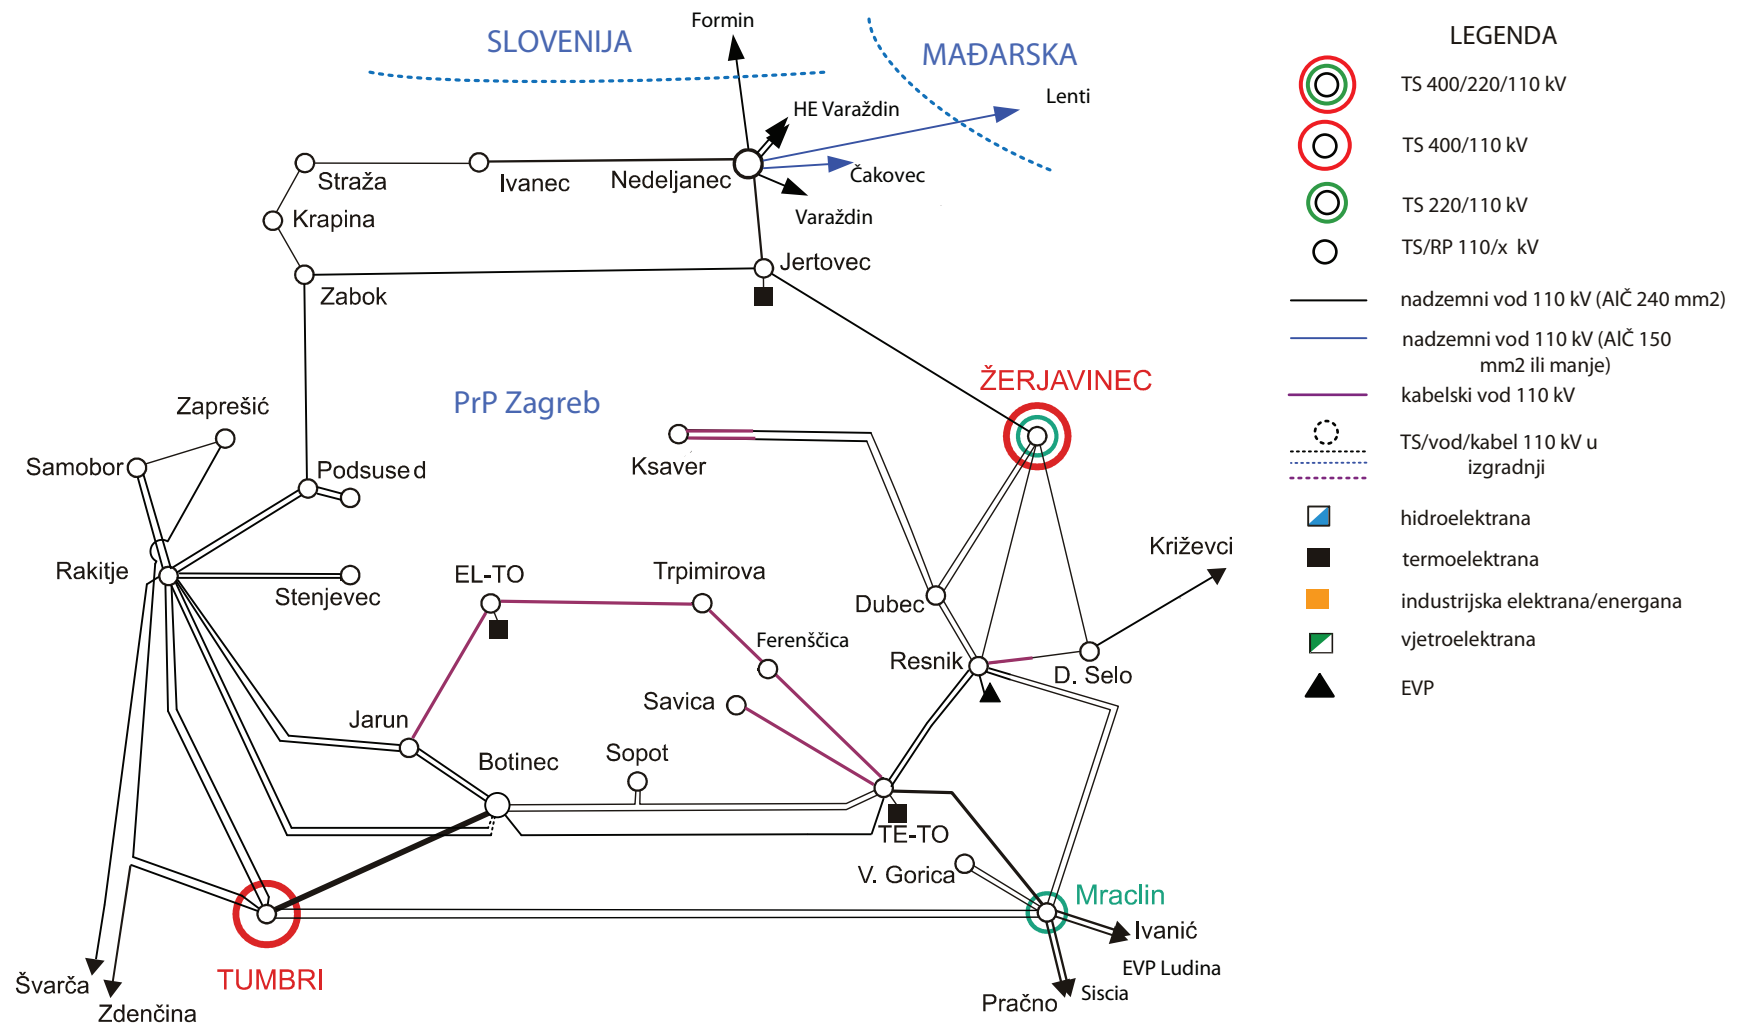 Formin
SLOVENIJA
MAĐARSKA
HE Varaždin
Lenti
Straža
Ivanec
Nedeljanec
Čakovec
Varaždin
Krapina
Jertovec
Zabok
PrP Zagreb
ŽERJAVINEC
Zaprešić
Samobor
Podsused
Ksaver
Rakitje
Stenjevec
EL-TO
Trpimirova
Dubec
Križevci
Ferenščica
Resnik
D. Selo
Savica
Jarun
Botinec
Sopot
TE-TO
V. Gorica
Mraclin
Ivanić
EVP Ludina
Siscia
Pračno
TUMBRI
Švarča
Zdenčina
LEGENDA
TS 400/220/110 kV
TS 400/110 kV
TS 220/110 kV
TS/RP 110/x kV
nadzemni vod 110 kV (AlČ 240 mm2)
nadzemni vod 110 kV (AlČ 150
mm2 ili manje)
kabelski vod 110 kV
TS/vod/kabel 110 kV u
izgradnji
hidroelektrana
termoelektrana
industrijska elektrana/energana
vjetroelektrana
EVP